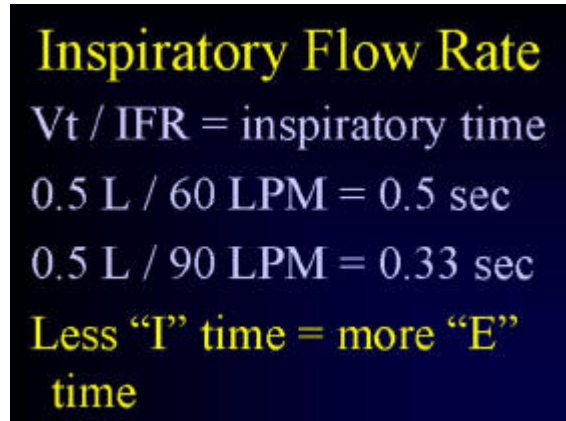 Inspiratory Flow Rate
Vt / IFR = inspiratory time
0.5 L / 60 LPM = 0.5 sec
0.5 L / 90 LPM = 0.33 sec
Less “I” time = more “E”
time